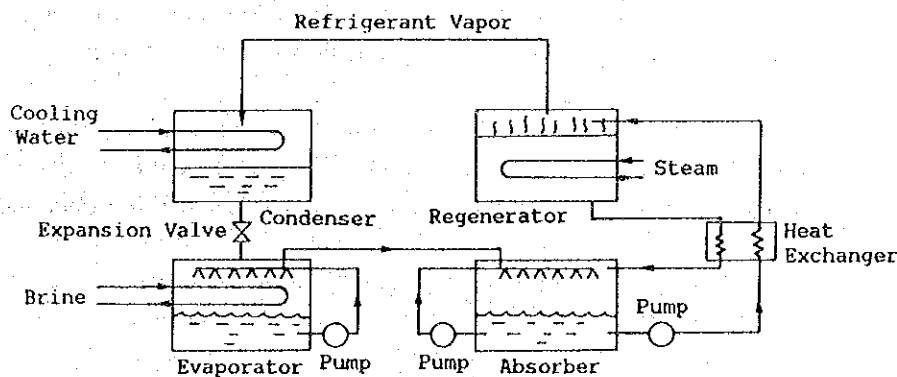 Refrigerant Vapor
Cooling
Water
Steam
Condenser
Regenerator
Expansion Valve
Heat
Exchanger
Brine
Pump
Evaporator
Pump
Pump
Absorber